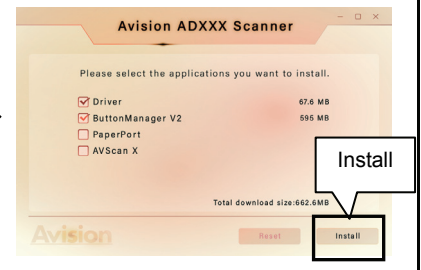 Avision ADXXX Scanner
Please select the applications you want to install.
Driver 67.6 MB
ButtonManager V2 595 MB
PaperPort
AVScan X
Install
Total download size:662.6MB
Avision
Reset Install